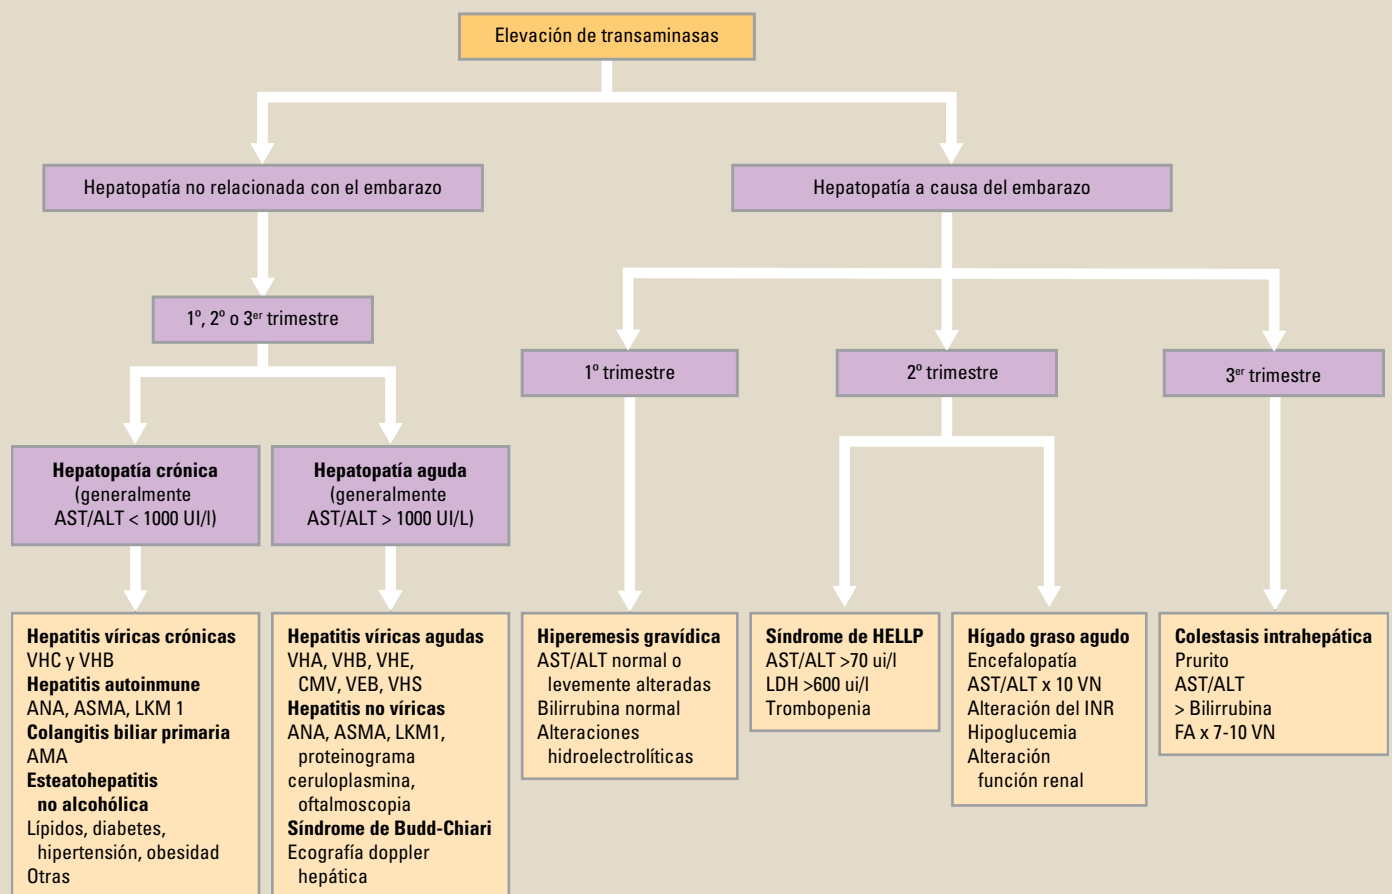 Elevación de transaminasas
Hepatopatía no relacionada con el embarazo
Hepatopatía a causa del embarazo
1º, 2º o 3er trimestre
1º trimestre
2º trimestre
3er trimestre
Hepatopatía crónica
(generalmente
AST/ALT < 1000 UI/l)
Hepatopatía aguda
(generalmente
AST/ALT > 1000 UI/L)
Hepatitis víricas crónicas
VHC y VHB
Hepatitis autoinmune
ANA, ASMA, LKM 1
Colangitis biliar primaria
AMA
Esteatohepatitis
no alcohólica
Lípidos, diabetes,
hipertensión, obesidad
Otras
Hepatitis víricas agudas
VHA, VHB, VHE,
CMV, VEB, VHS
Hepatitis no víricas
ANA, ASMA, LKM1,
proteinograma
ceruloplasmina,
oftalmoscopia
Síndrome de Budd-Chiari
Ecografía doppler
hepática
Hiperemesis gravídica
AST/ALT normal o
levemente alteradas
Bilirrubina normal
Alteraciones
hidroelectrolíticas
Síndrome de HELLP
AST/ALT >70 ui/l
LDH >600 ui/l
Trombopenia
Hígado graso agudo
Encefalopatía
AST/ALT x 10 VN
Alteración del INR
Hipoglucemia
Alteración
función renal
Colestasis intrahepática
Prurito
AST/ALT
> Bilirrubina
FA x 7-10 VN